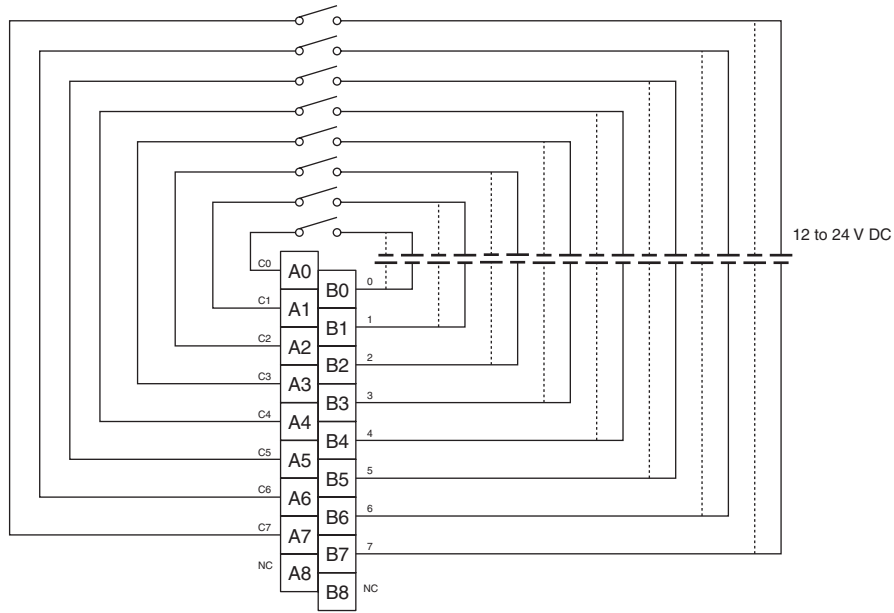 12 to 24 V DC
C0 A0
B0 0
C1 A1
B1 1
C2 A2
B2 2
C3 A3
B3 3
C4 A4
B4 4
C5 A5
B5 5
C6 A6
B6 6
C7 A7
B7 7
NC A8
B8 NC